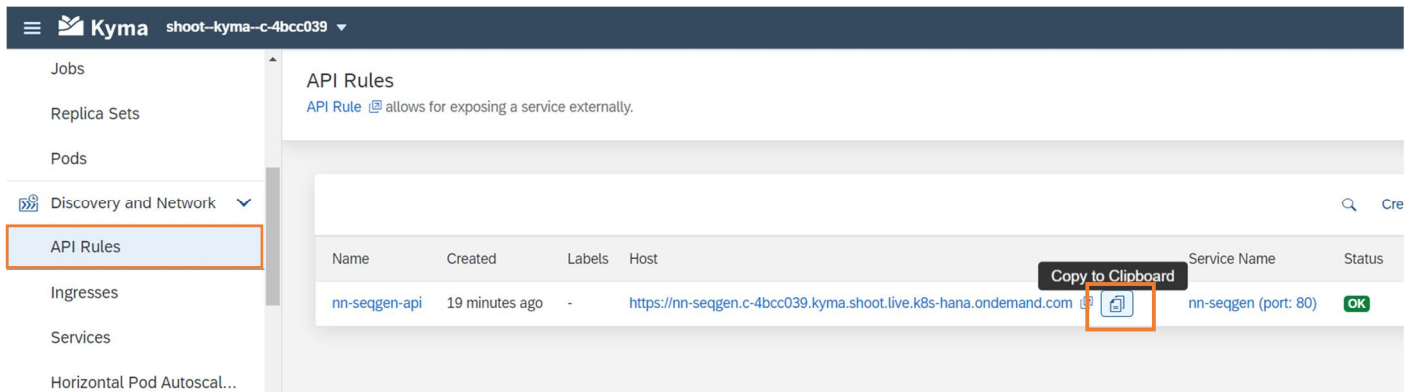 Kyma shoot--kyma--c-4bcc039
Jobs
Replica Sets
Pods
Discovery and Network
API Rules
Ingresses
Services
Horizontal Pod Autoscal...
API Rules
API Rule allows for exposing a service externally.
Cre
Name Created Labels Host Service Name Status
Copy to Clipboard
nn-seqgen-api 19 minutes ago - https://nn-seqgen.c-4bcc039.kyma.shoot.live.k8s-hana.ondemand.com nn-seqgen (port: 80) OK